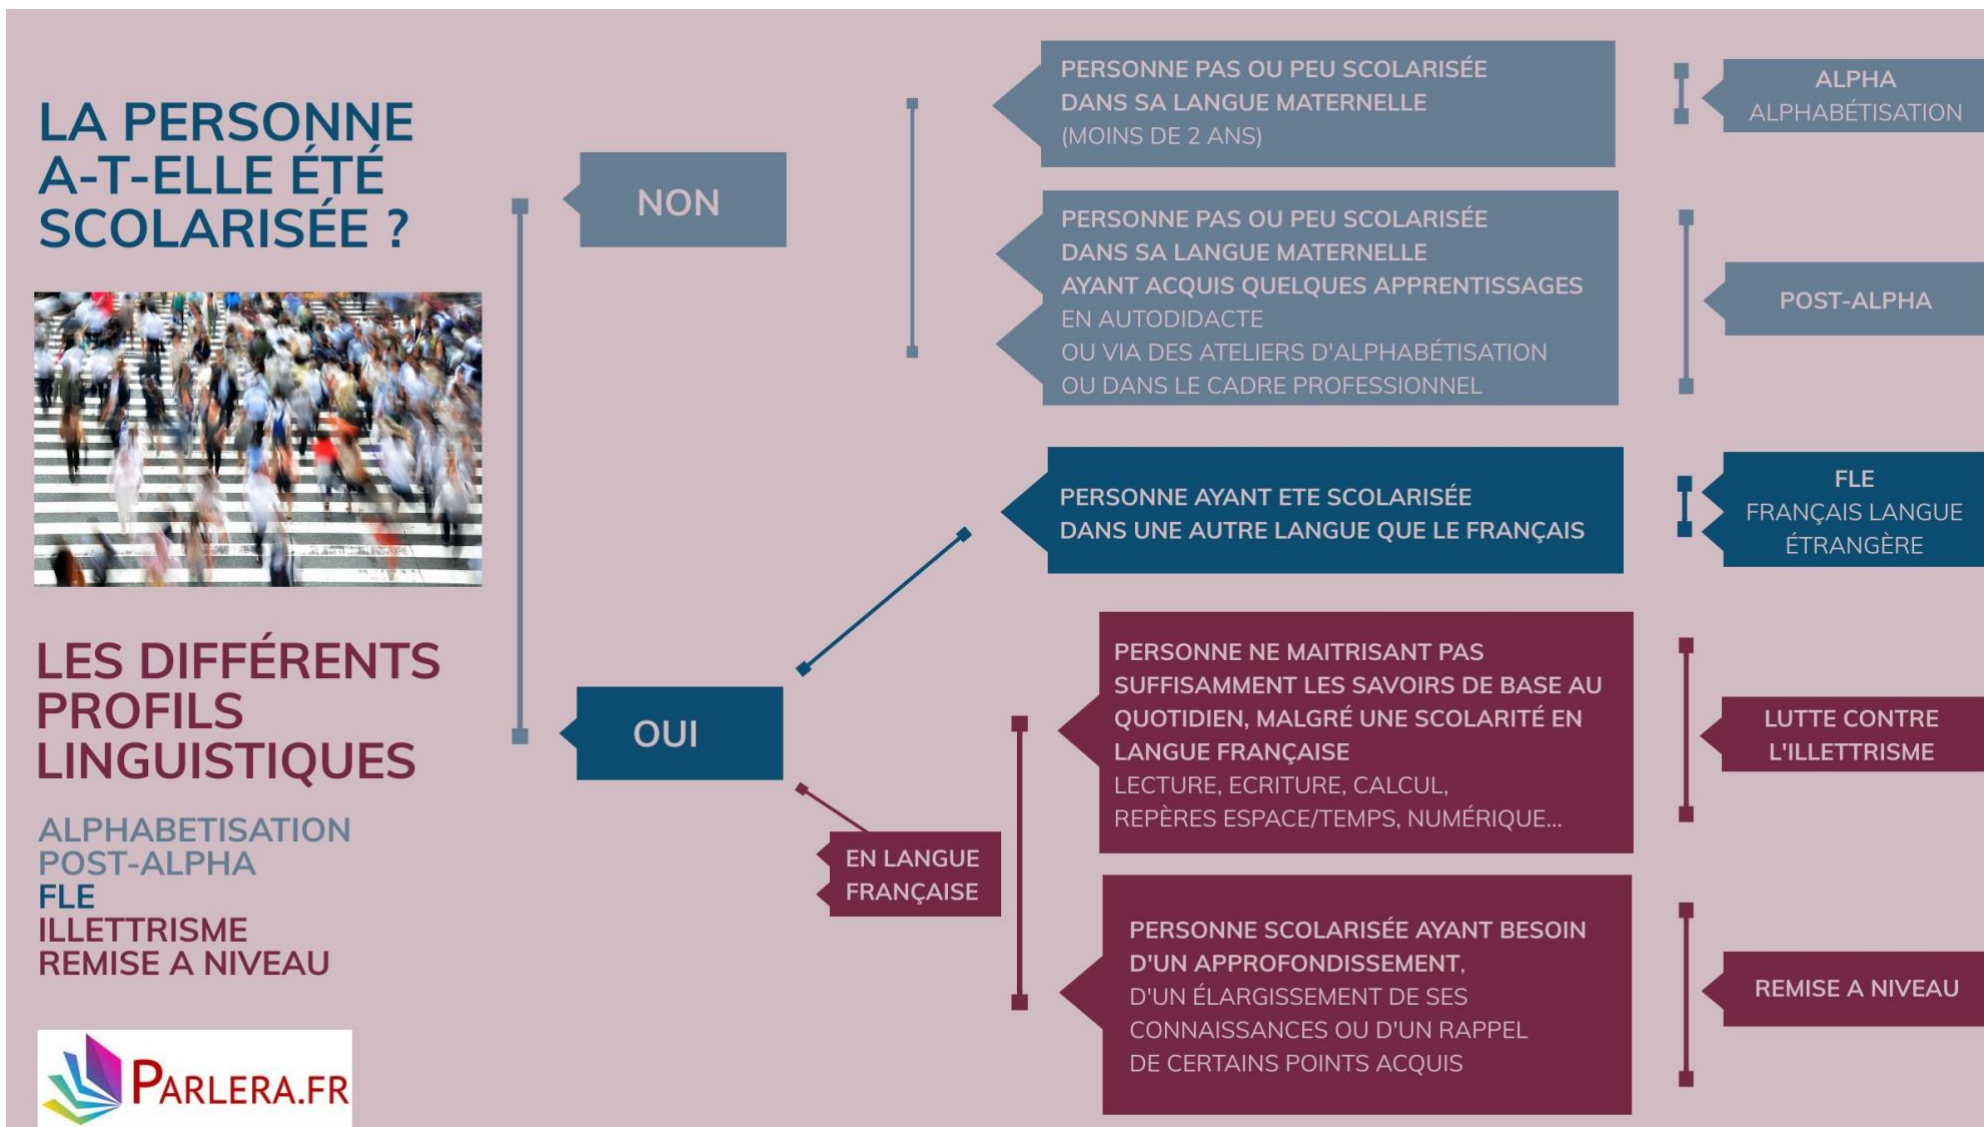 LA PERSONNE
A-T-ELLE ÉTÉ
SCOLARISÉE ?
LES DIFFÉRENTS
PROFILS
LINGUISTIQUES
ALPHABETISATION
POST-ALPHA
FLE
ILLETTRISME
REMISE A NIVEAU
PARLERA.FR
NON
PERSONNE PAS OU PEU SCOLARISÉE
DANS SA LANGUE MATERNELLE
(MOINS DE 2 ANS)
ALPHA
ALPHABÉTISATION
PERSONNE PAS OU PEU SCOLARISÉE
DANS SA LANGUE MATERNELLE
AYANT ACQUIS QUELQUES APPRENTISSAGES
EN AUTODIDACTE
OU VIA DES ATELIERS D'ALPHABÉTISATION
OU DANS LE CADRE PROFESSIONNEL
POST-ALPHA
OUI
PERSONNE AYANT ETE SCOLARISÉE
DANS UNE AUTRE LANGUE QUE LE FRANÇAIS
FLE
FRANÇAIS LANGUE
ÉTRANGÈRE
EN LANGUE
FRANÇAISE
PERSONNE NE MAITRISANT PAS
SUFFISAMMENT LES SAVOIRS DE BASE AU
QUOTIDIEN, MALGRÉ UNE SCOLARITÉ EN
LANGUE FRANÇAISE
LECTURE, ECRITURE, CALCUL,
REPÈRES ESPACE/TEMPS, NUMÉRIQUE...
LUTTE CONTRE
L'ILLETTRISME
PERSONNE SCOLARISÉE AYANT BESOIN
D'UN APPROFONDISSEMENT,
D'UN ÉLARGISSEMENT DE SES
CONNAISSANCES OU D'UN RAPPEL
DE CERTAINS POINTS ACQUIS
REMISE A NIVEAU